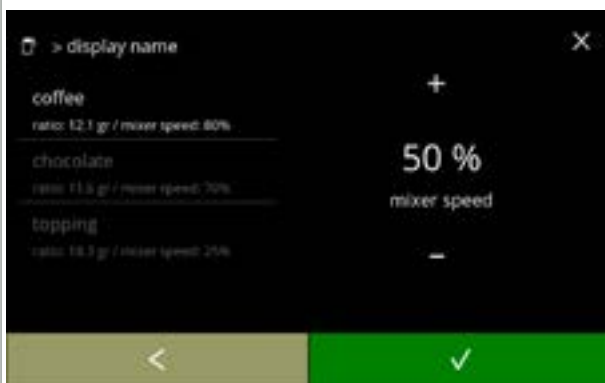 > display name
coffee
ratio: 12.1 gr / mixer speed: 80%
chocolate
ratio: 11.6 gr / mixer speed: 70%
topping
ratio: 18.3 gr / mixer speed: 25%
+
50 %
mixer speed
−